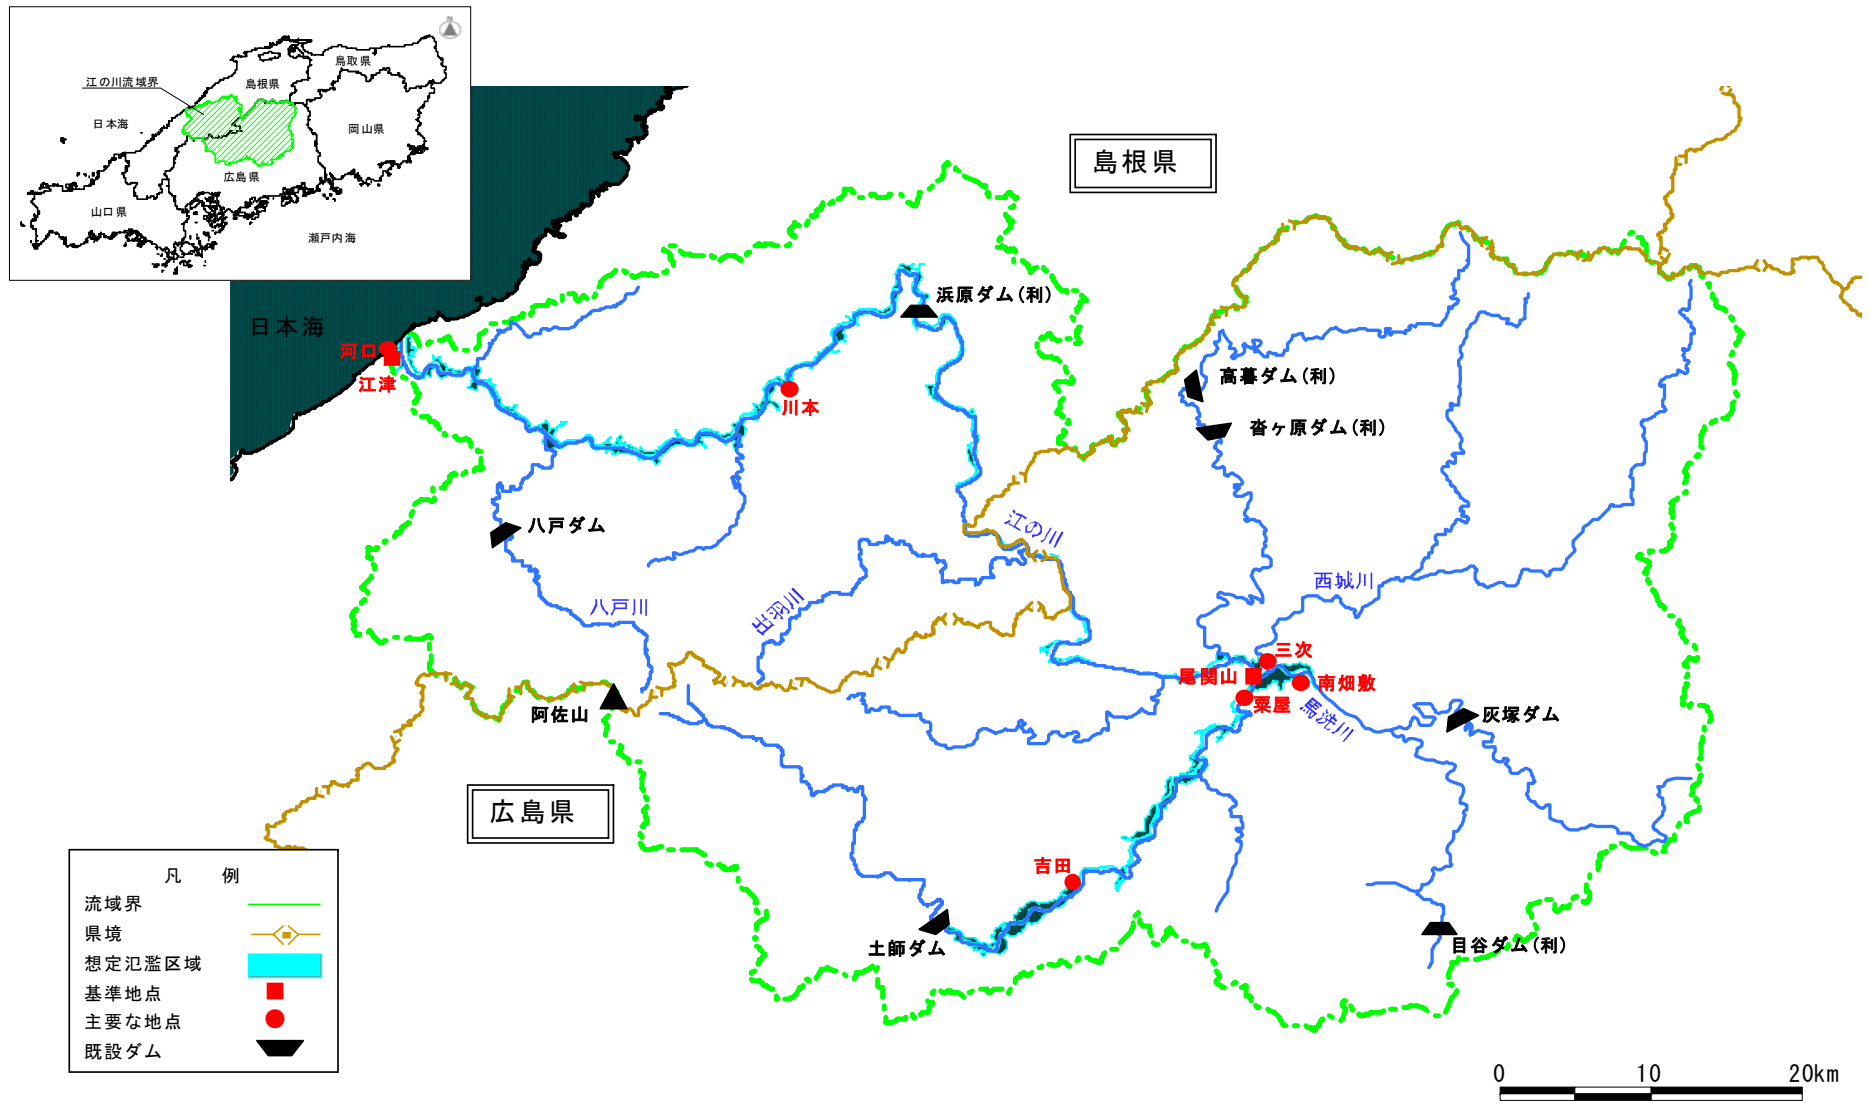 N
鳥取県
江の川流域界
島根県
日本海
岡山県
広島県
山口県
瀬戸内海
島根県
浜原ダム(利)
日本海
河口
江津
川本
高暮ダム(利)
沓ヶ原ダム(利)
八戸ダム
江の川
西城川
八戸川
出羽川
三次
尾関山
南畑敷
粟屋
馬洗川
阿佐山
灰塚ダム
広島県
吉田
土師ダム
目谷ダム(利)
凡 例
流域界
県境
想定氾濫区域
基準地点
主要な地点
既設ダム
0 10 20km